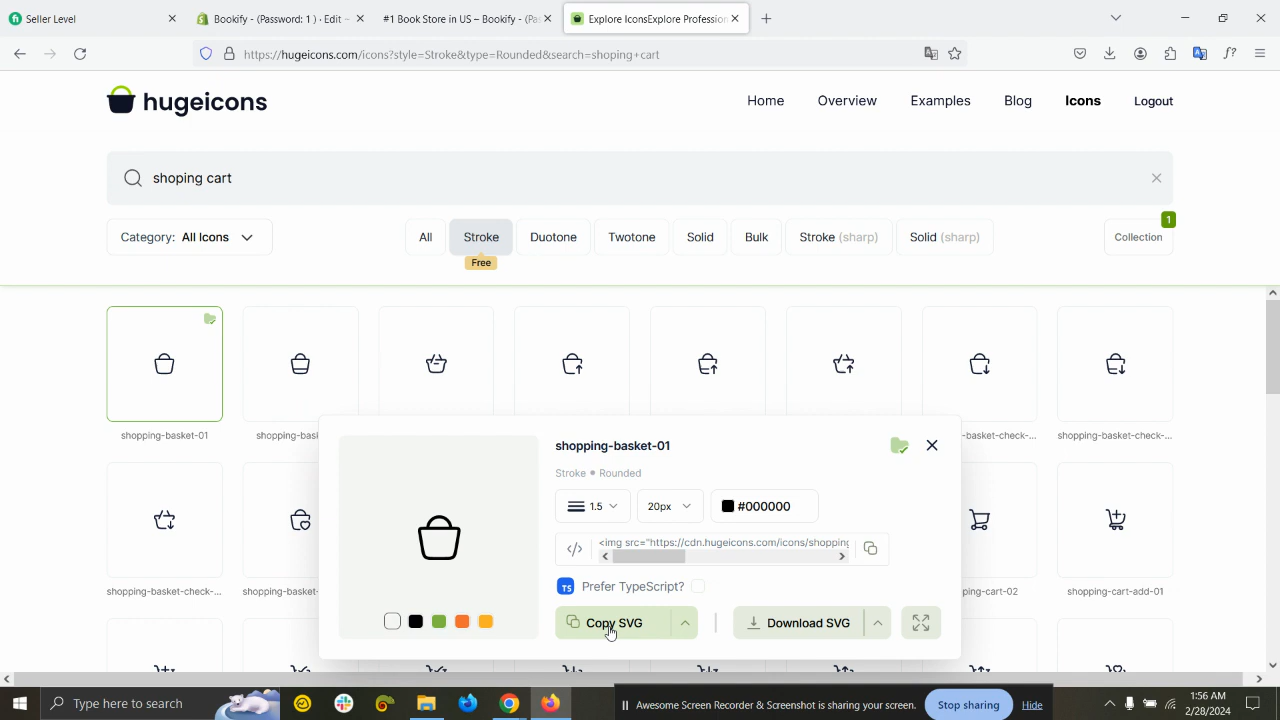 Seller Level
Bookify - (Password: 1 ) - Edit -
#1 Book Store in US – Bookify - (Pa
Explore IconsExplore Profession
https://hugeicons.com/icons?style=Stroke&type=Rounded&search=shoping+cart
hugeicons
Home
Overview
Examples
Blog
Icons
Logout
shoping cart
Category: All Icons
All
Stroke
Duotone
Twotone
Solid
Bulk
Stroke (sharp)
Solid (sharp)
1
Collection
Free
shopping-basket-01
shopping-bask
-basket-check-...
shopping-basket-check-...
shopping-basket-01
Stroke • Rounded
1.5
20px
#000000
</> <img src="https://cdn.hugeicons.com/icons/shopping
TS Prefer TypeScript?
Copy SVG
Download SVG
shopping-basket-check-...
shopping-bask
ping-cart-02
shopping-cart-add-01
Type here to search
Awesome Screen Recorder & Screenshot is sharing your screen.
Stop sharing
Hide
1:56 AM
2/28/2024